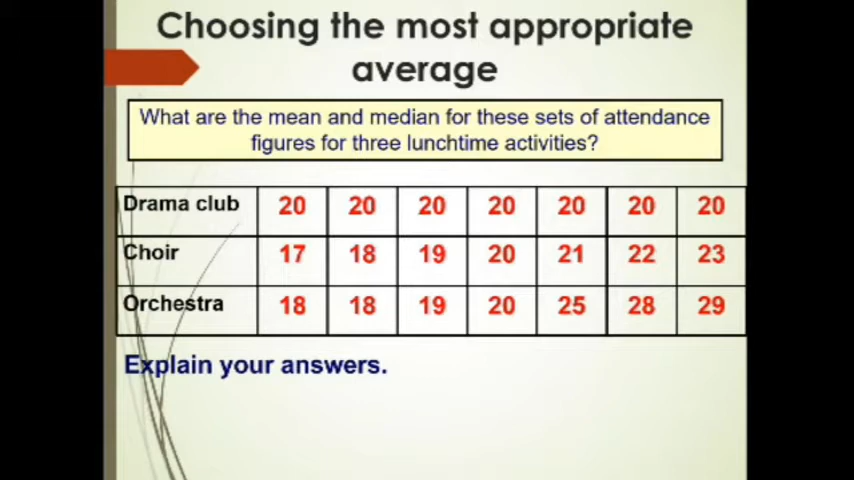 Choosing the most appropriate
average
What are the mean and median for these sets of attendance
figures for three lunchtime activities?
Drama club 20 20 20 20 20 20 20
Choir 17 18 19 20 21 22 23
Orchestra 18 18 19 20 25 28 29
Explain your answers.